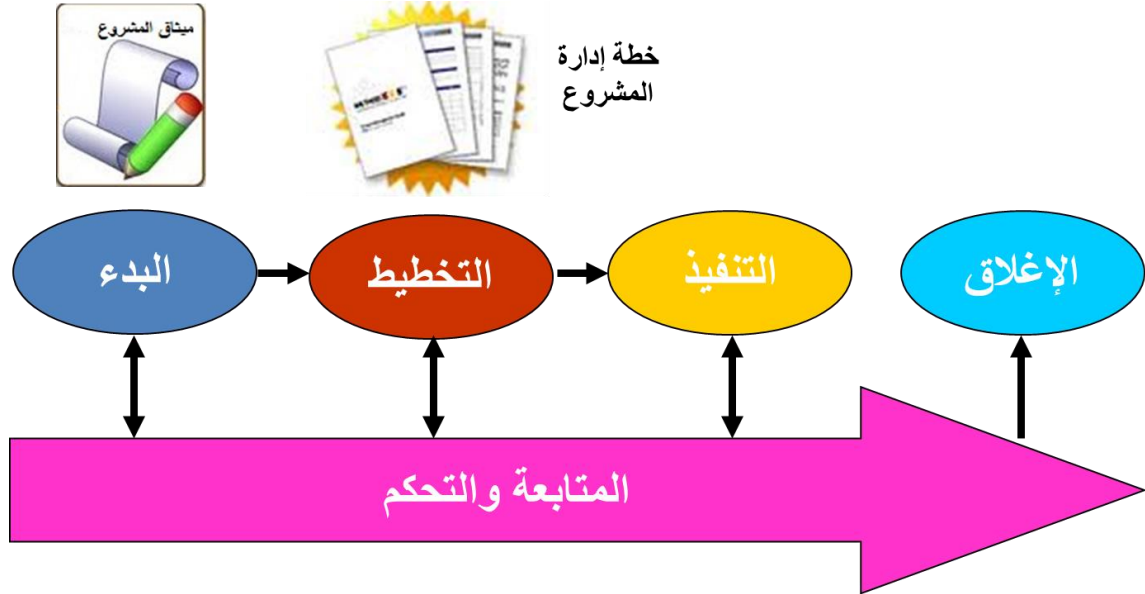 ميثاق المشروع
خطة إدارة
المشروع
البدء
التخطيط
التنفيذ
الإغلاق
المتابعة والتحكم